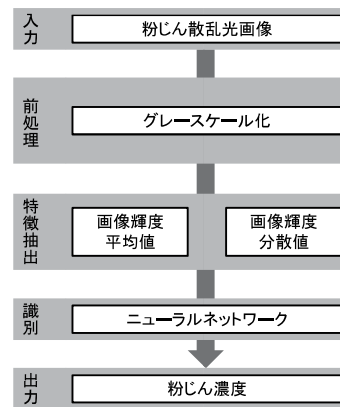 入力
粉じん散乱光画像
前処理
グレースケール化
特徴抽出
画像輝度
平均値
画像輝度
分散値
識別
ニューラルネットワーク
出力
粉じん濃度